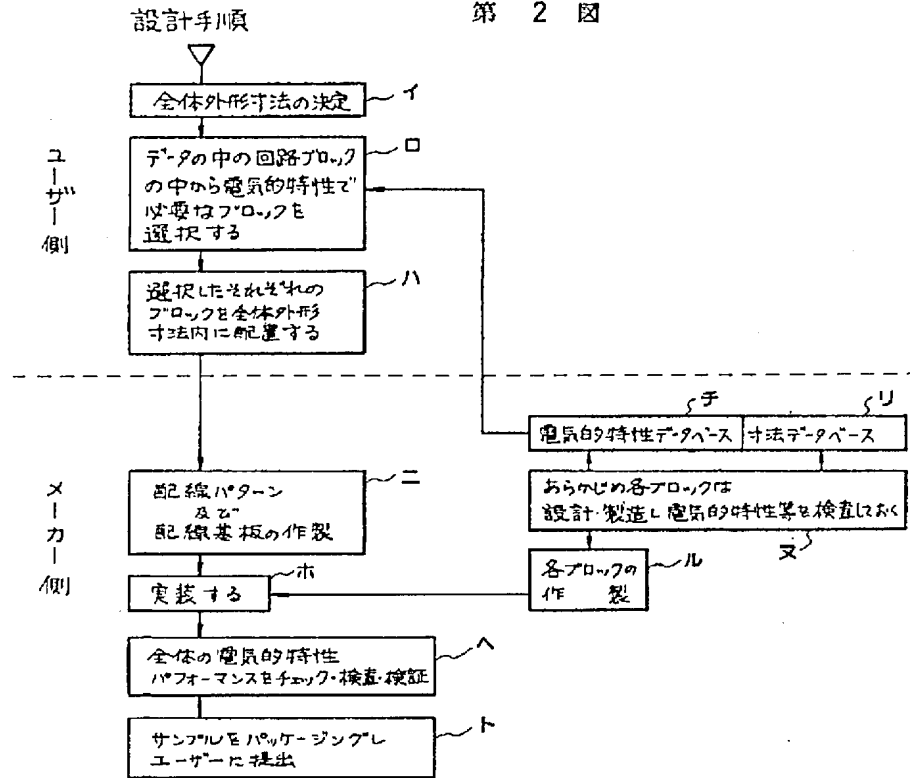 第 2 図
設計手順
全体外形寸法の決定
イ
ユーザー側
データの中の回路ブロック
の中から電気的特性で
必要なブロックを
選択する
ロ
選択したそれぞれの
ブロックを全体外形
寸法内に配置する
ハ
チ
リ
電気的特性データベース
寸法データベース
メーカー側
配線パターン
及び
配線基板の作製
ニ
あらかじめ各ブロックは
設計・製造し電気的特性等を検査しておく
ヌ
実装する
ホ
各ブロックの
作 製
ル
全体の電気的特性
パフォーマンスをチェック・検査・検証
ヘ
サンプルをパッケージングし
ユーザーに提出
ト